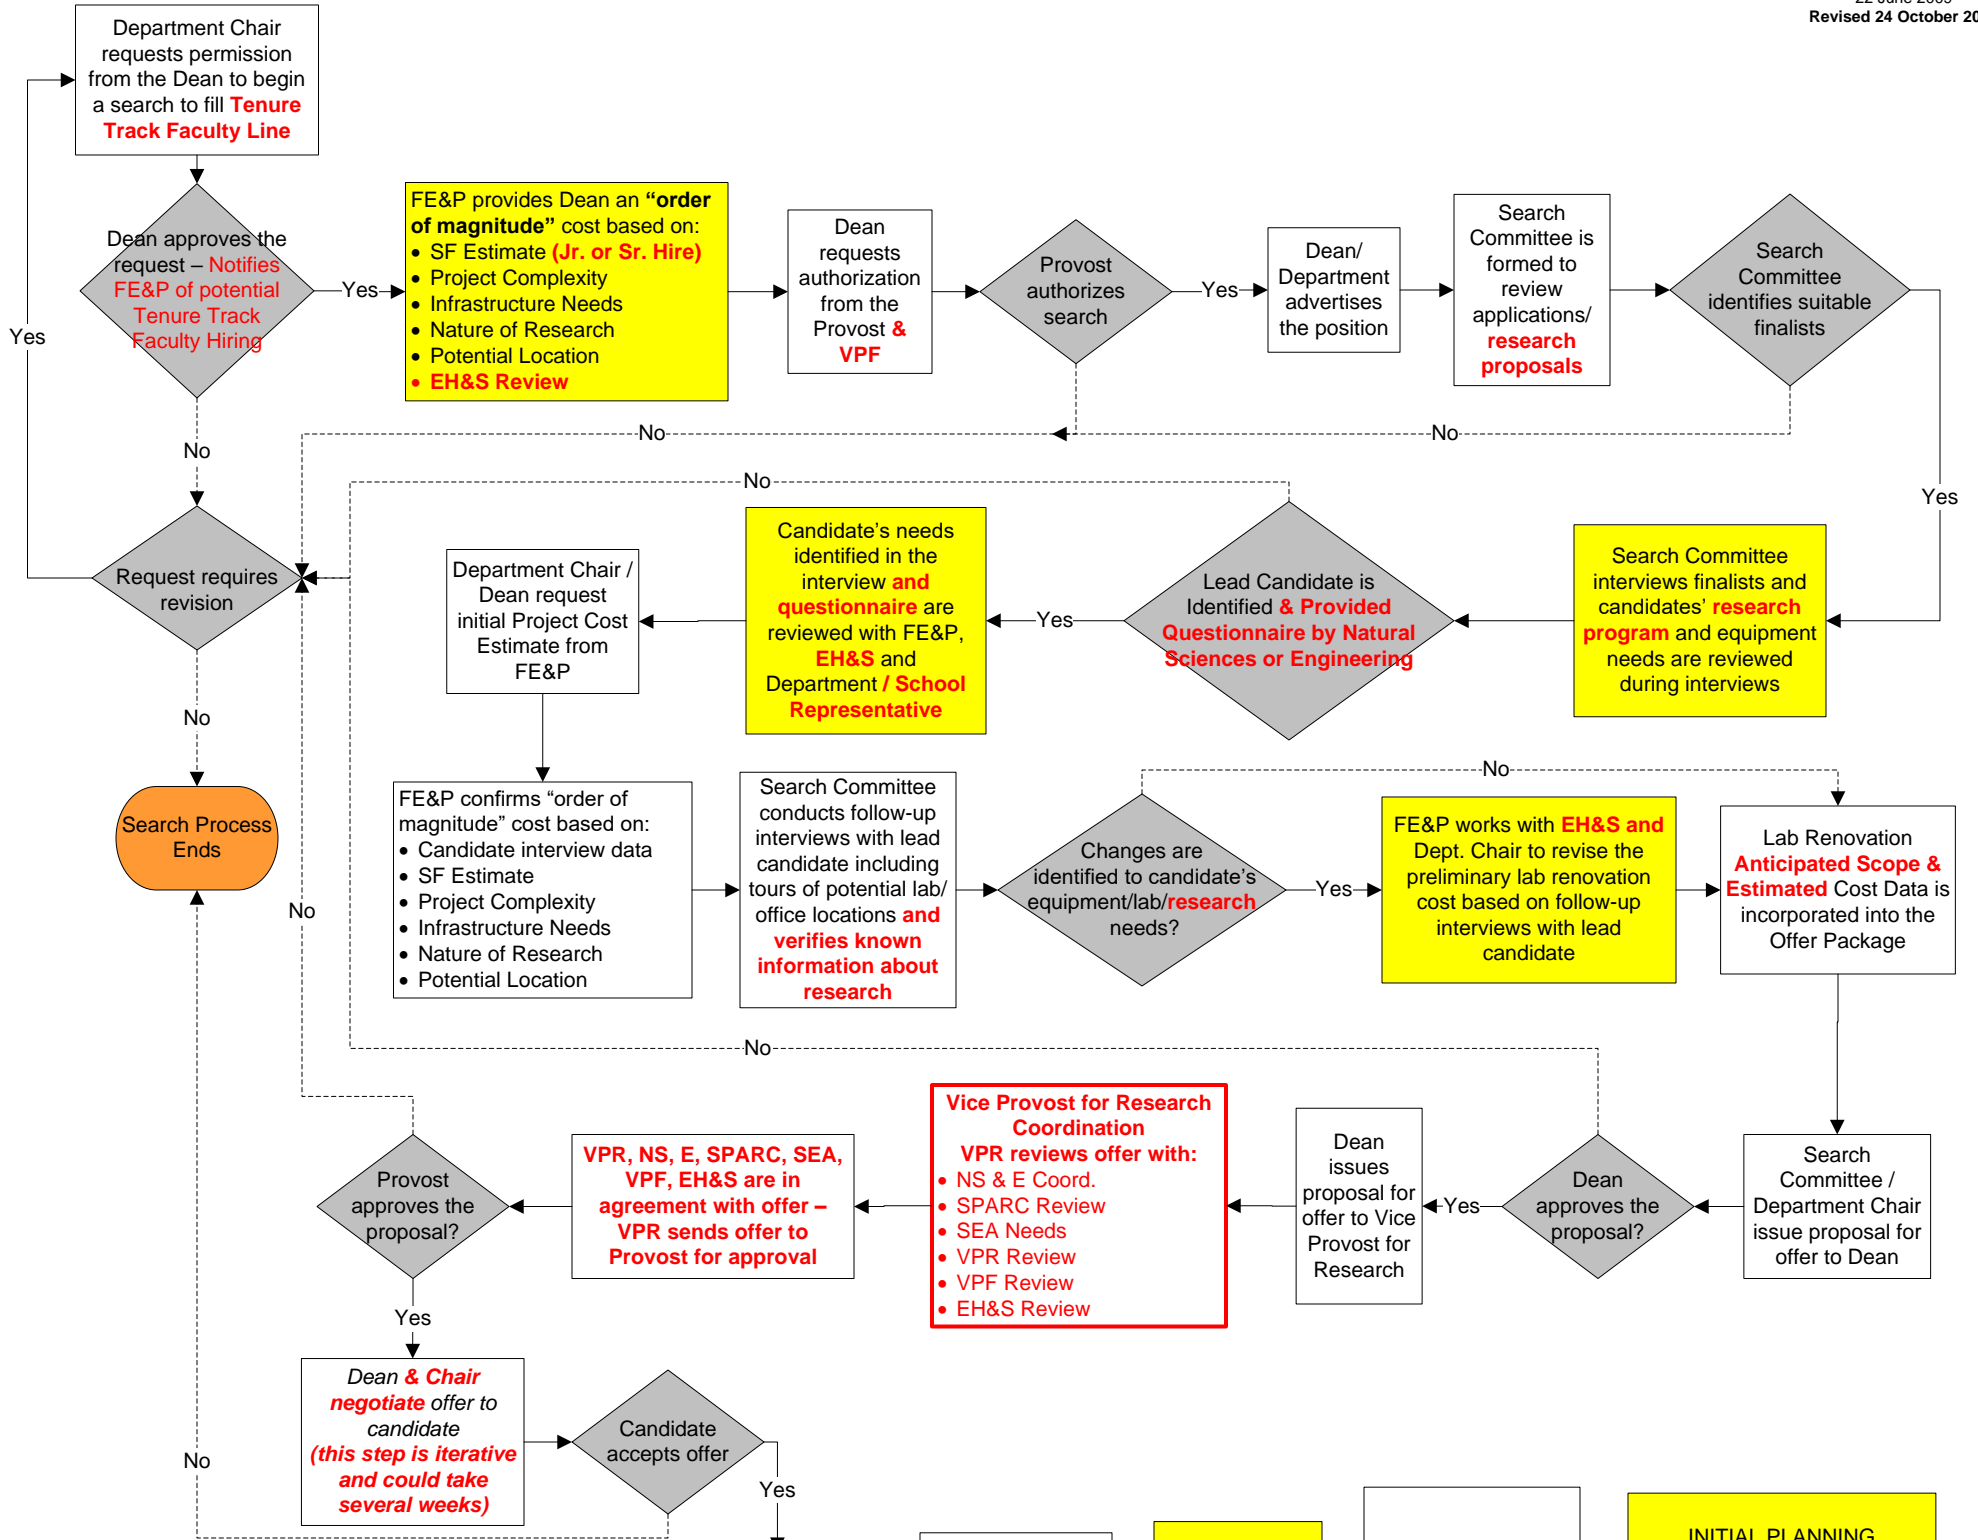 22 June 2009
Revised 24 October 20
Department Chair
requests permission
from the Dean to begin
a search to fill Tenure
Track Faculty Line
Dean approves the
request – Notifies
FE&P of potential
Tenure Track
Faculty Hiring
Yes
FE&P provides Dean an “order
of magnitude” cost based on:
• SF Estimate (Jr. or Sr. Hire)
• Project Complexity
• Infrastructure Needs
• Nature of Research
• Potential Location
• EH&S Review
Dean
requests
authorization
from the
Provost &
VPF
Provost
authorizes
search
Yes
Dean/
Department
advertises
the position
Search
Committee is
formed to
review
applications/
research
proposals
Search
Committee
identifies suitable
finalists
Yes
No
No
No
Yes
No
Request requires
revision
Department Chair /
Dean request
initial Project Cost
Estimate from
FE&P
Candidate’s needs
identified in the
interview and
questionnaire are
reviewed with FE&P,
EH&S and
Department / School
Representative
Yes
Lead Candidate is
Identified & Provided
Questionnaire by Natural
Sciences or Engineering
Search Committee
interviews finalists and
candidates’ research
program and equipment
needs are reviewed
during interviews
No
Search Process
Ends
No
FE&P confirms “order of
magnitude” cost based on:
• Candidate interview data
• SF Estimate
• Project Complexity
• Infrastructure Needs
• Nature of Research
• Potential Location
Search Committee
conducts follow-up
interviews with lead
candidate including
tours of potential lab/
office locations and
verifies known
information about
research
Changes are
identified to candidate’s
equipment/lab/research
needs?
No
Yes
FE&P works with EH&S and
Dept. Chair to revise the
preliminary lab renovation
cost based on follow-up
interviews with lead
candidate
Lab Renovation
Anticipated Scope &
Estimated Cost Data is
incorporated into the
Offer Package
No
Provost
approves the
proposal?
VPR, NS, E, SPARC, SEA,
VPF, EH&S are in
agreement with offer –
VPR sends offer to
Provost for approval
Vice Provost for Research
Coordination
VPR reviews offer with:
• NS & E Coord.
• SPARC Review
• SEA Needs
• VPR Review
• VPF Review
• EH&S Review
Dean
issues
proposal for
offer to Vice
Provost for
Research
Yes
Dean
approves the
proposal?
Search
Committee /
Department Chair
issue proposal for
offer to Dean
Yes
Dean & Chair
negotiate offer to
candidate
(this step is iterative
and could take
several weeks)
Candidate
accepts offer
No
Yes
INITIAL PLANNING